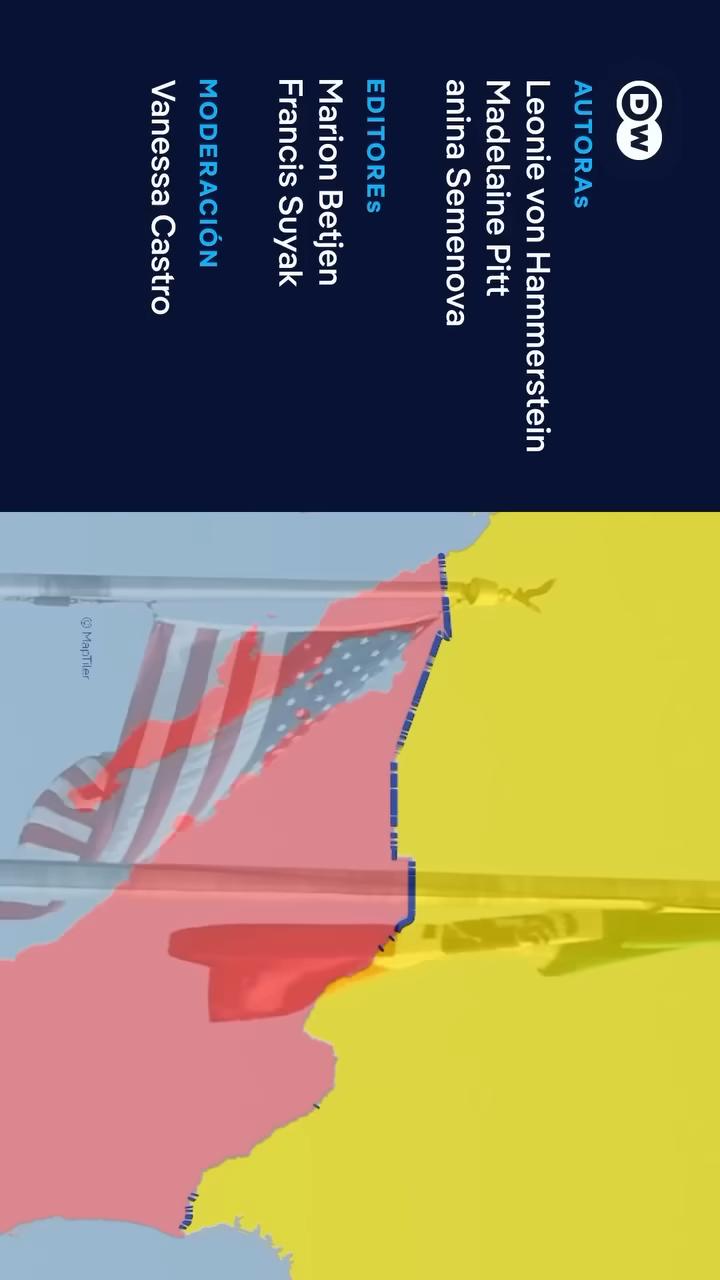 DW
AUTORAs
Leonie von Hammerstein
Madelaine Pitt
anina Semenova
EDITOREs
Marion Betjen
Francis Suyak
MODERACIÓN
Vanessa Castro
© MapTiler